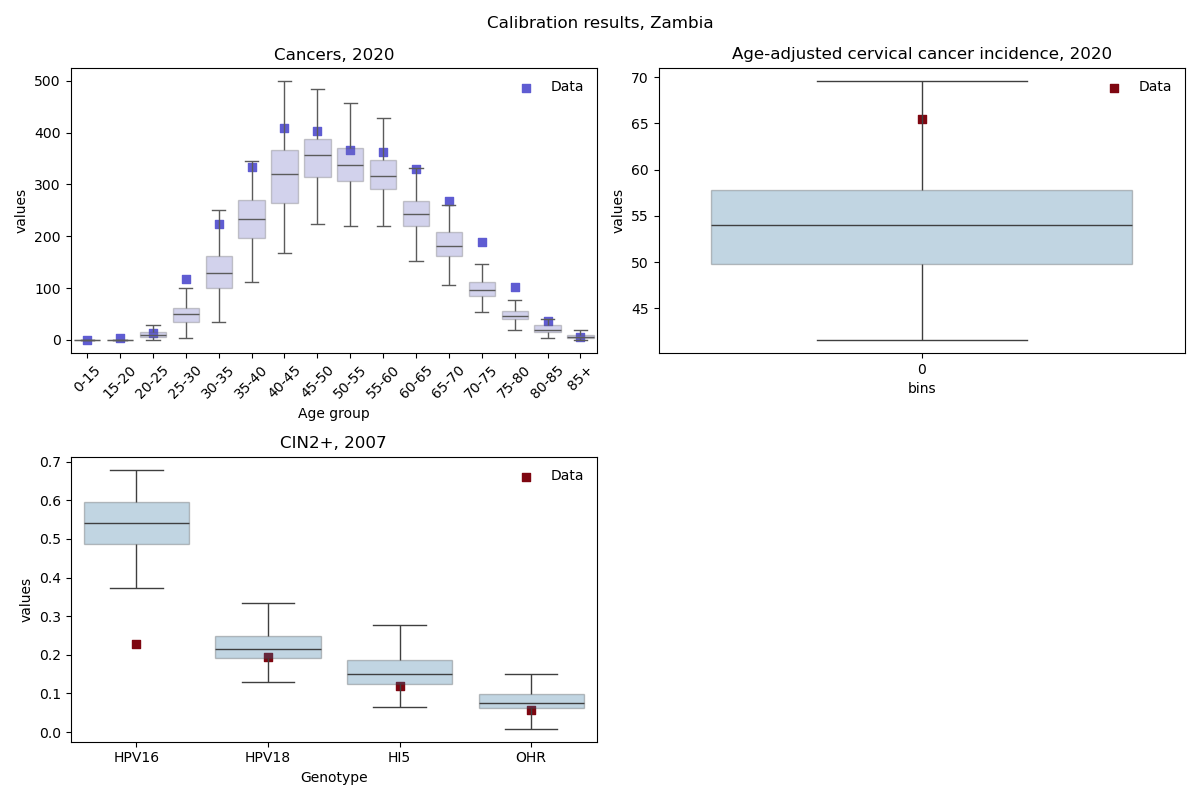 Calibration results, Zambia
Cancers, 2020
values
500
400
300
200
100
0
Data
0-15
15-20
20-25
25-30
30-35
35-40
40-45
45-50
50-55
55-60
60-65
65-70
70-75
75-80
80-85
85+
Age group
Age-adjusted cervical cancer incidence, 2020
values
70
65
60
55
50
45
Data
0
bins
CIN2+, 2007
values
0.7
0.6
0.5
0.4
0.3
0.2
0.1
0.0
Data
HPV16
HPV18
HI5
OHR
Genotype